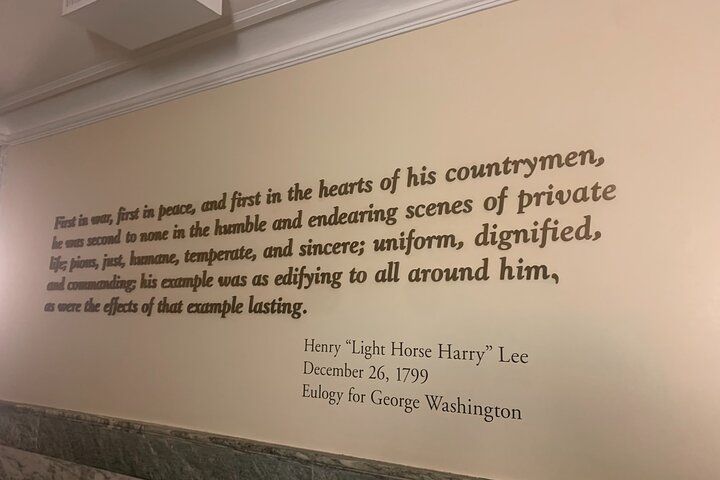 First in war, first in peace, and first in the hearts of his countrymen,
he was second to none in the humble and endearing scenes of private
life; pious, just, humane, temperate, and sincere; uniform, dignified,
and commanding; his example was as edifying to all around him,
as were the effects of that example lasting.
Henry “Light Horse Harry” Lee
December 26, 1799
Eulogy for George Washington